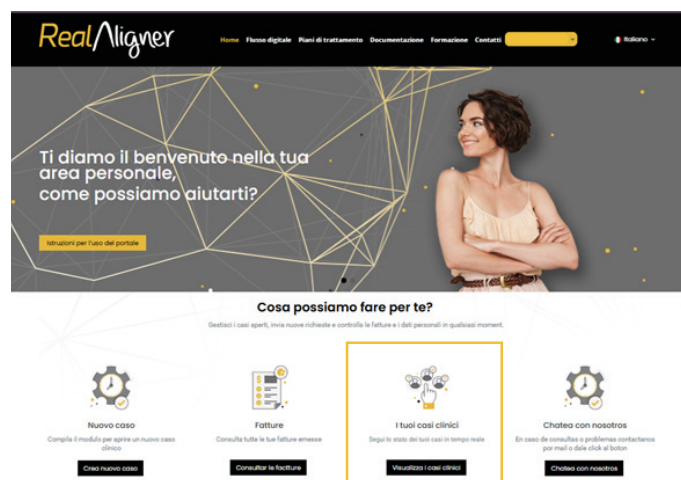 RealAligner
Home Flusso digitale Piani di trattamento Documentazione Formazione Contatti
Italiano
Ti diamo il benvenuto nella tua
area personale,
come possiamo aiutarti?
Istruzioni per l'uso del portale
Cosa possiamo fare per te?
Gestisci i casi aperti, invia nuove richieste e controlla le fatture e i dati personali in qualsiasi moment.
Nuovo caso
Compila il modulo per aprire un nuovo caso
clinico
Crea nuovo caso
Fatture
Consulta tutte le tue fatture emesse
Consultar le factture
I tuoi casi clinici
Segui lo stato dei tuoi casi in tempo reale
Visualizza i casi clinici
Chatea con nosotros
En caso de consultas o problemas contactanos
por mail o dale click al boton
Chatea con nosotros